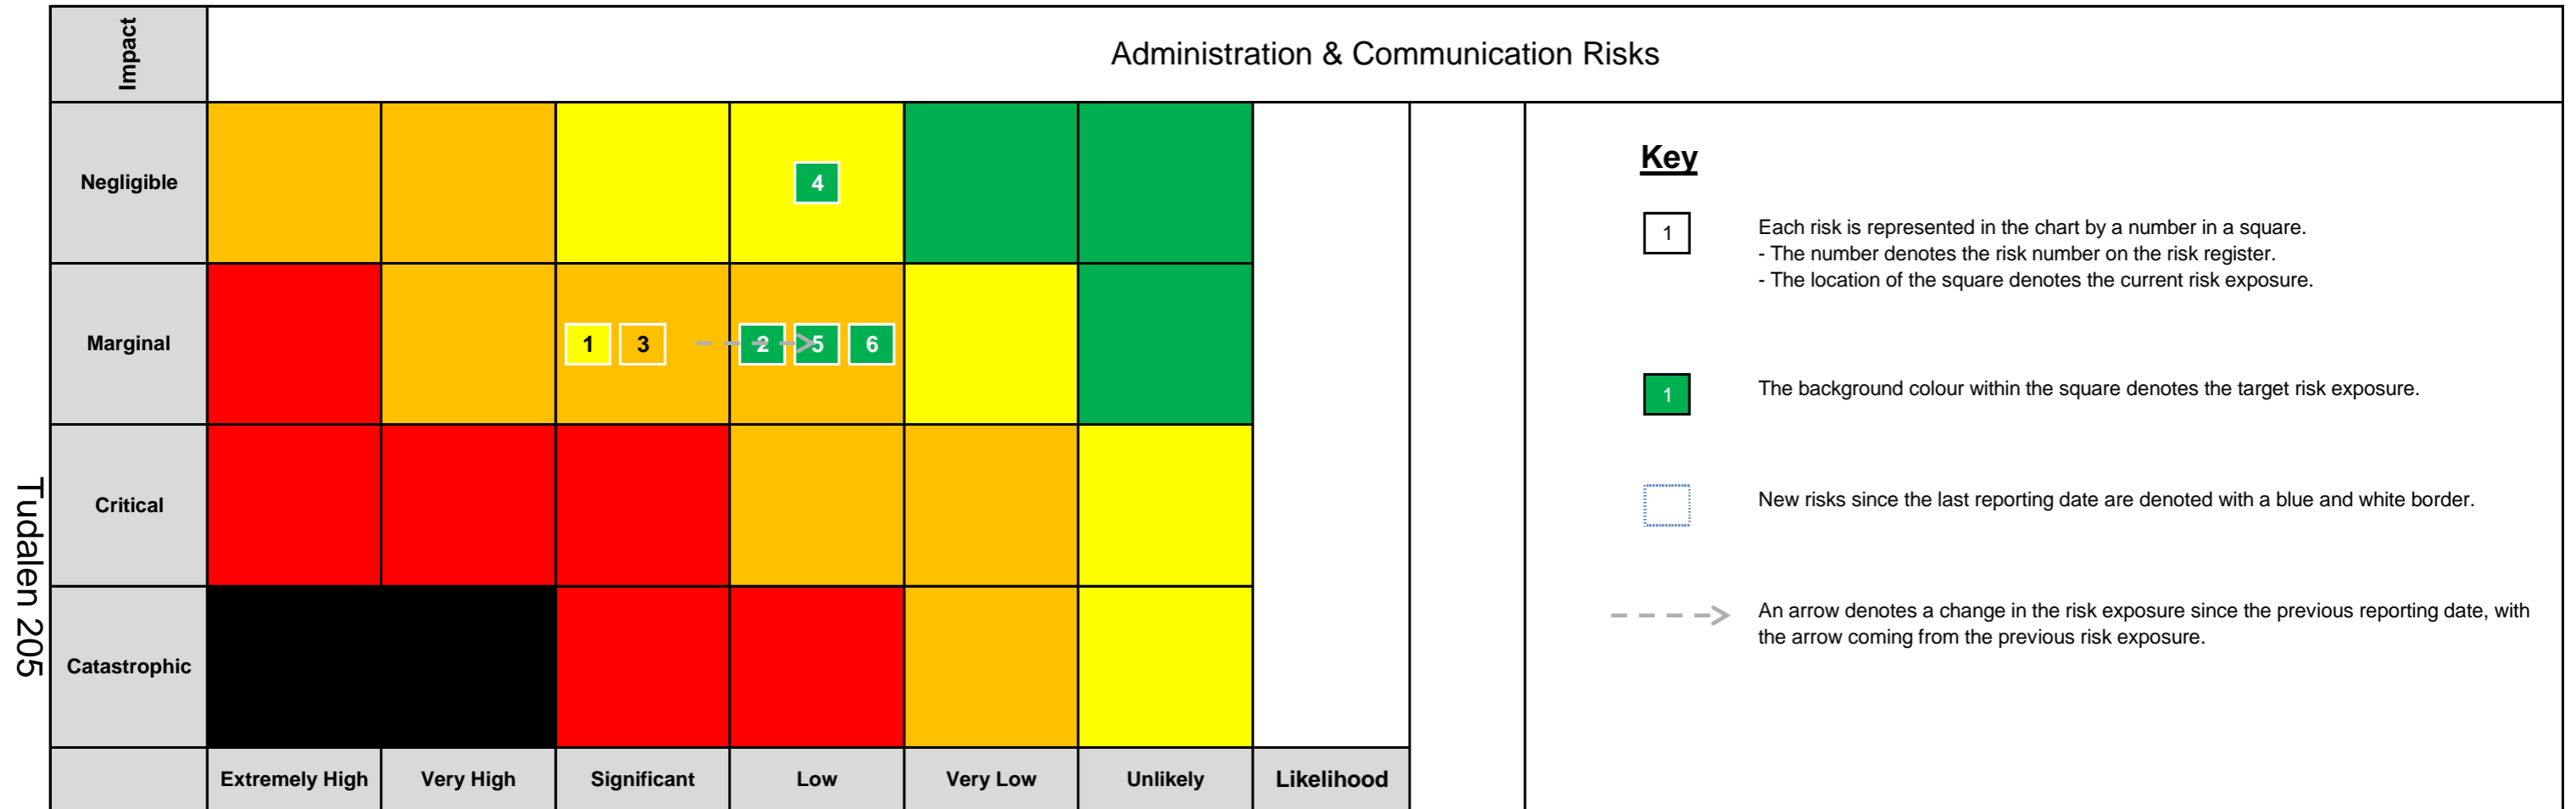 Impact
Administration & Communication Risks
Negligible
4
Key
1
Each risk is represented in the chart by a number in a square.
- The number denotes the risk number on the risk register.
- The location of the square denotes the current risk exposure.
Marginal
1 3 2 5 6
1
The background colour within the square denotes the target risk exposure.
Critical
New risks since the last reporting date are denoted with a blue and white border.
Catastrophic
An arrow denotes a change in the risk exposure since the previous reporting date, with
the arrow coming from the previous risk exposure.
Extremely High Very High Significant Low Very Low Unlikely Likelihood
Tudalen 205